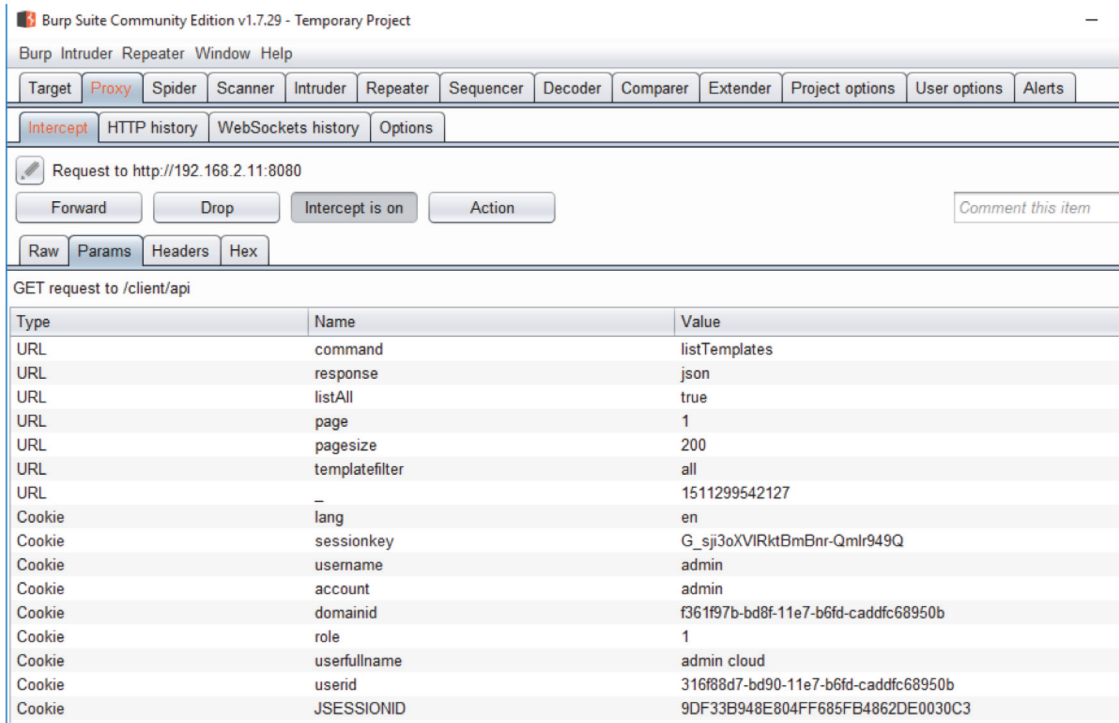 Burp Suite Community Edition v1.7.29 - Temporary Project
Burp Intruder Repeater Window Help
Target Proxy Spider Scanner Intruder Repeater Sequencer Decoder Comparer Extender Project options User options Alerts
Intercept HTTP history WebSockets history Options
Request to http://192.168.2.11:8080
Forward Drop Intercept is on Action Comment this item
Raw Params Headers Hex
GET request to /client/api
Type Name Value
URL command listTemplates
URL response json
URL listAll true
URL page 1
URL pagesize 200
URL templatefilter all
URL _ 1511299542127
Cookie lang en
Cookie sessionkey G_sji3oXVIRktBmBnr-QmIr949Q
Cookie username admin
Cookie account admin
Cookie domainid f361f97b-bd8f-11e7-b6fd-caddfc68950b
Cookie role 1
Cookie userfullname admin cloud
Cookie userid 316f88d7-bd90-11e7-b6fd-caddfc68950b
Cookie JSESSIONID 9DF33B948E804FF685FB4862DE0030C3